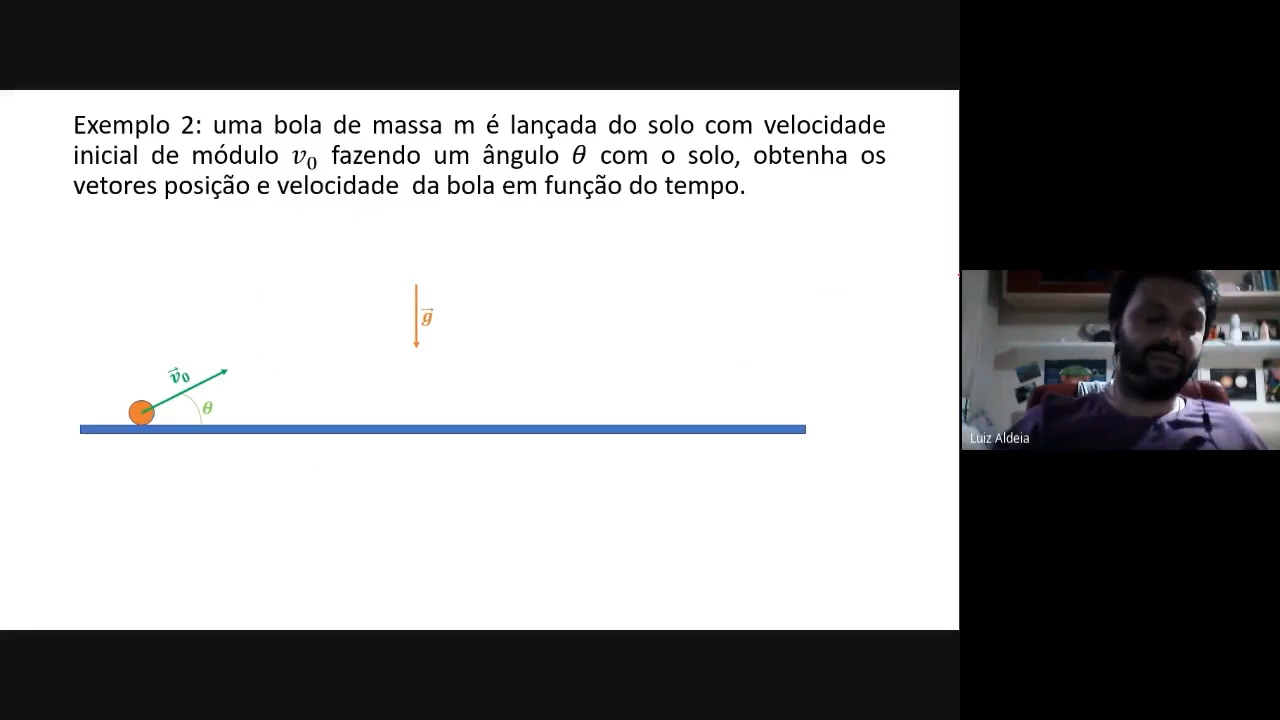 Exemplo 2: uma bola de massa m é lançada do solo com velocidade
inicial de módulo v₀ fazendo um ângulo θ com o solo, obtenha os
vetores posição e velocidade da bola em função do tempo.
g⃗
v⃗₀
θ
Luiz Aldeia